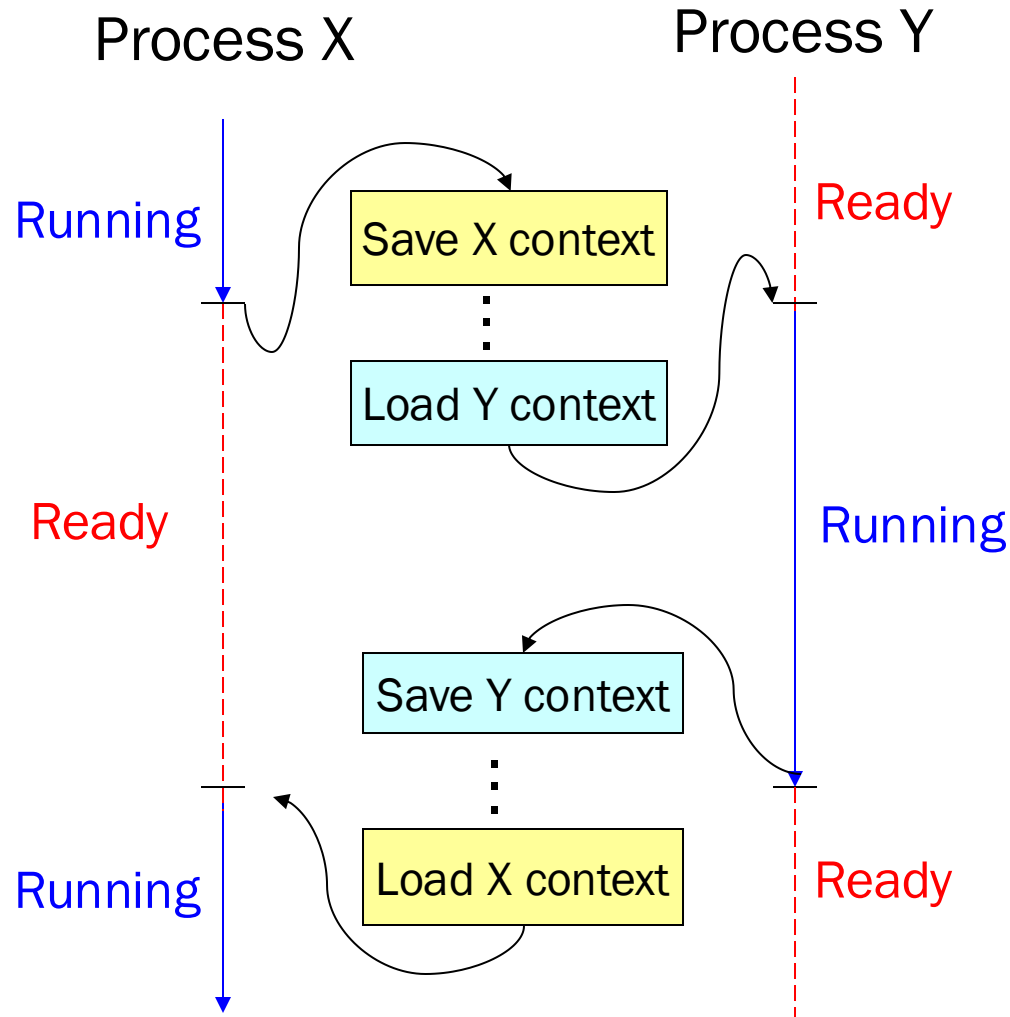 Process X
Process Y
Running
Ready
Save X context
Load Y context
Ready
Running
Save Y context
Load X context
Running
Ready